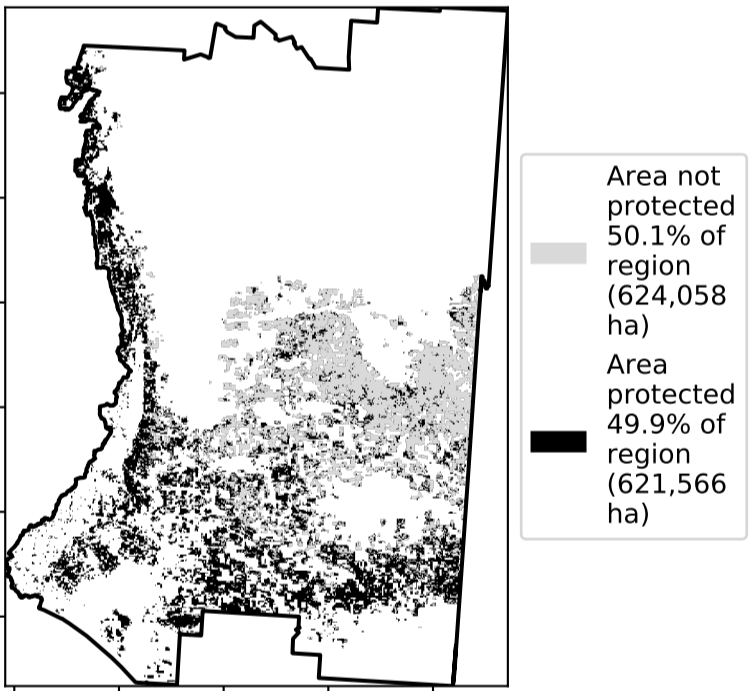 Area not
protected
50.1% of
region
(624,058
ha)
Area
protected
49.9% of
region
(621,566
ha)